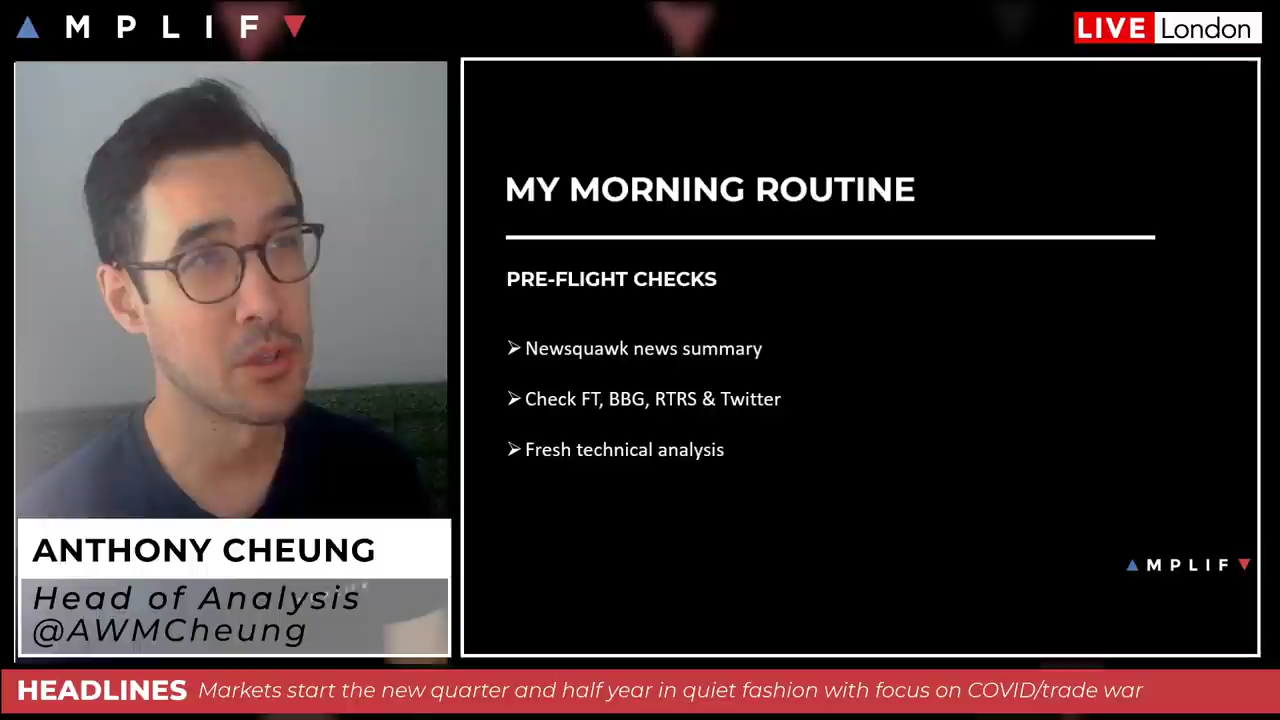 ▲ M P L I F ▼
LIVE London
MY MORNING ROUTINE
PRE-FLIGHT CHECKS
➢ Newsquawk news summary
➢ Check FT, BBG, RTRS & Twitter
➢ Fresh technical analysis
▲ M P L I F ▼
ANTHONY CHEUNG
Head of Analysis
@AWMCheung
HEADLINES Markets start the new quarter and half year in quiet fashion with focus on COVID/trade war